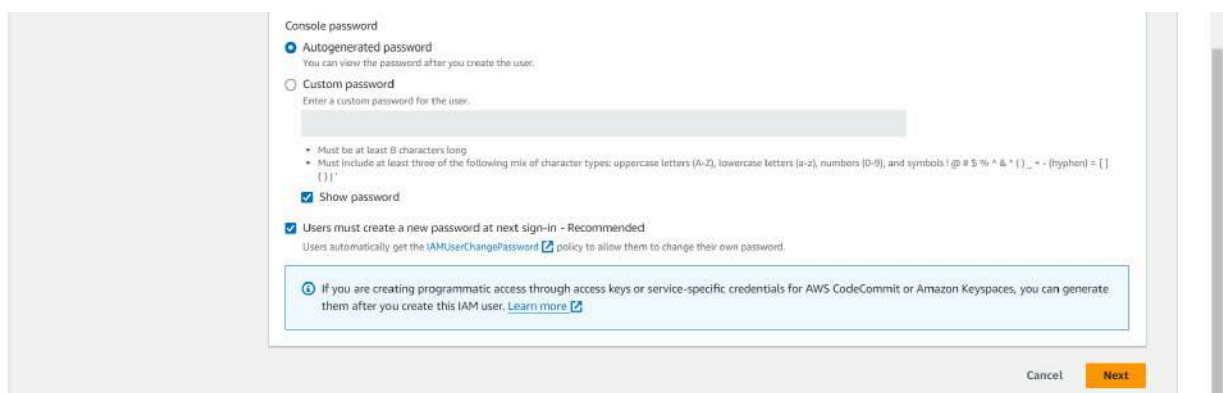 Console password
Autogenerated password
You can view the password after you create the user.
Custom password
Enter a custom password for the user.
Must be at least 8 characters long
Must include at least three of the following mix of character types: uppercase letters (A-Z), lowercase letters (a-z), numbers (0-9), and symbols ! @ # $ % ^ & * ( ) _ + - (hyphen) = [ ]
{ } | '
Show password
Users must create a new password at next sign-in - Recommended
Users automatically get the IAMUserChangePassword policy to allow them to change their own password.
If you are creating programmatic access through access keys or service-specific credentials for AWS CodeCommit or Amazon Keyspaces, you can generate
them after you create this IAM user. Learn more
Cancel Next